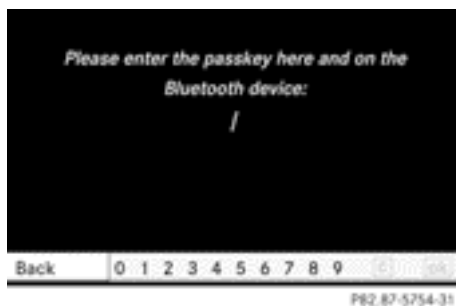 Please enter the passkey here and on the
Bluetooth device:
Back 0 1 2 3 4 5 6 7 8 9 C ok
P82.87-5754-31